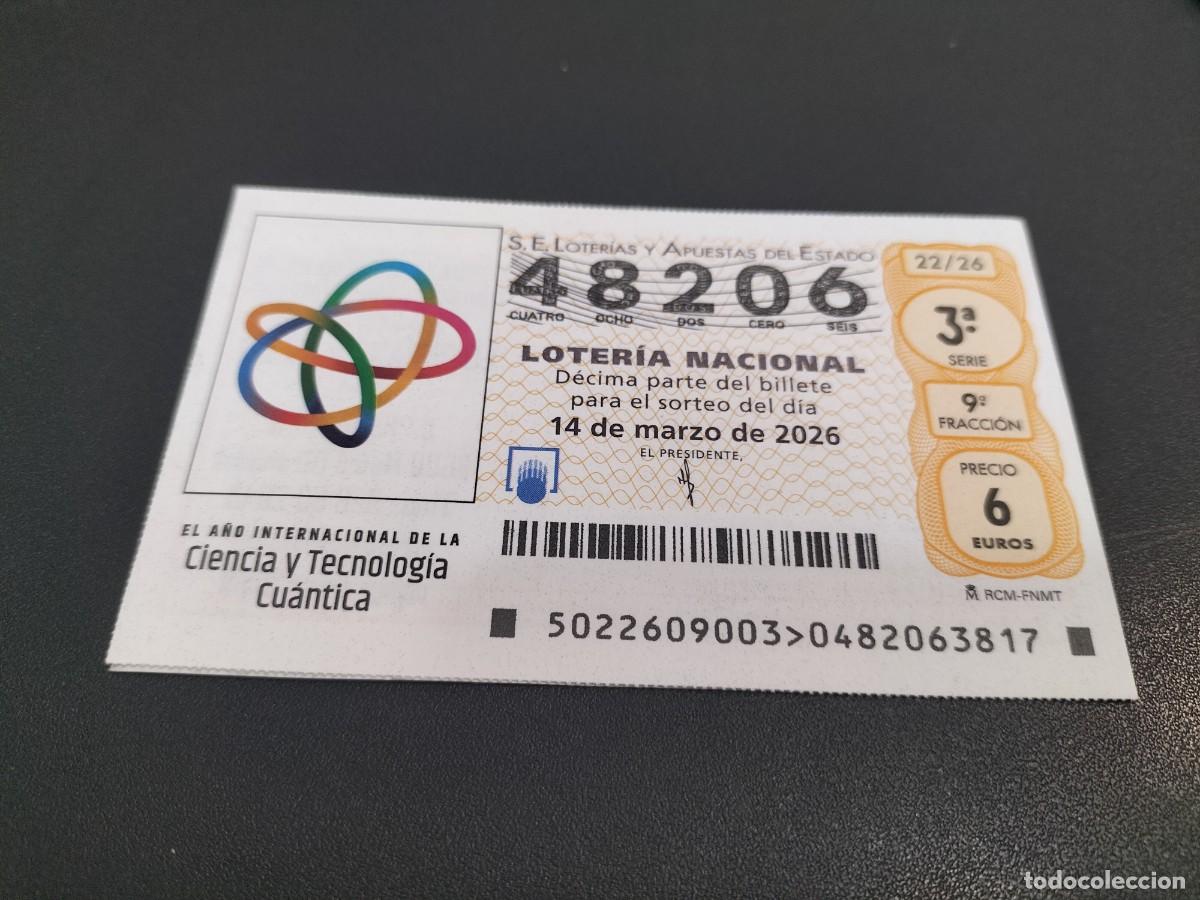 S.E. LOTERÍAS Y APUESTAS DEL ESTADO
48206
CUATRO OCHO DOS CERO SEIS
LOTERÍA NACIONAL
Décima parte del billete
para el sorteo del día
14 de marzo de 2026
EL PRESIDENTE,
22/26
3ª
SERIE
9ª
FRACCIÓN
PRECIO
6
EUROS
RCM-FNMT
EL AÑO INTERNACIONAL DE LA
Ciencia y Tecnología
Cuántica
5022609003>0482063817
todocoleccion